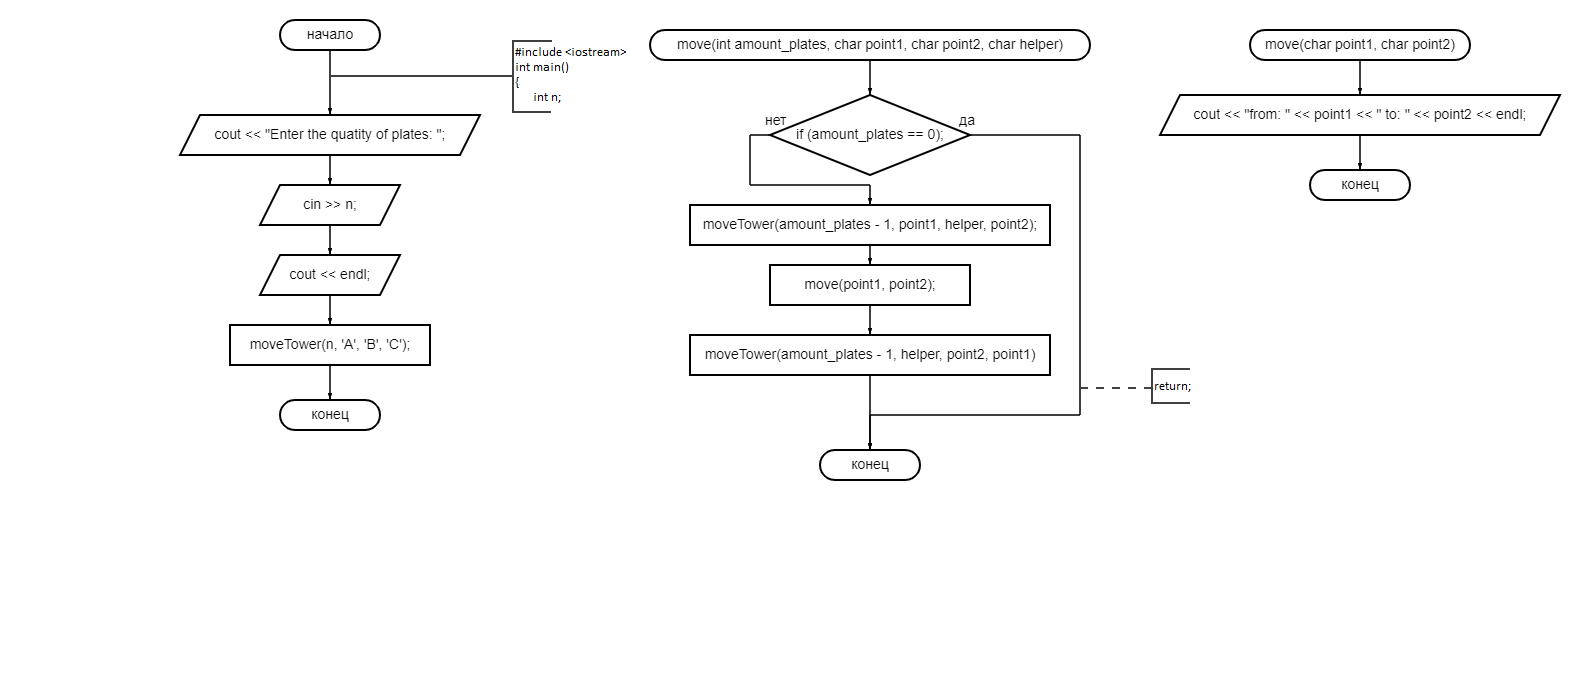 начало
#include <iostream>
int main()
{
int n;
cout << "Enter the quatity of plates: ";
cin >> n;
cout << endl;
moveTower(n, 'A', 'B', 'C');
конец
move(int amount_plates, char point1, char point2, char helper)
нет
да
if (amount_plates == 0);
moveTower(amount_plates - 1, point1, helper, point2);
move(point1, point2);
moveTower(amount_plates - 1, helper, point2, point1)
return;
конец
move(char point1, char point2)
cout << "from: " << point1 << " to: " << point2 << endl;
конец